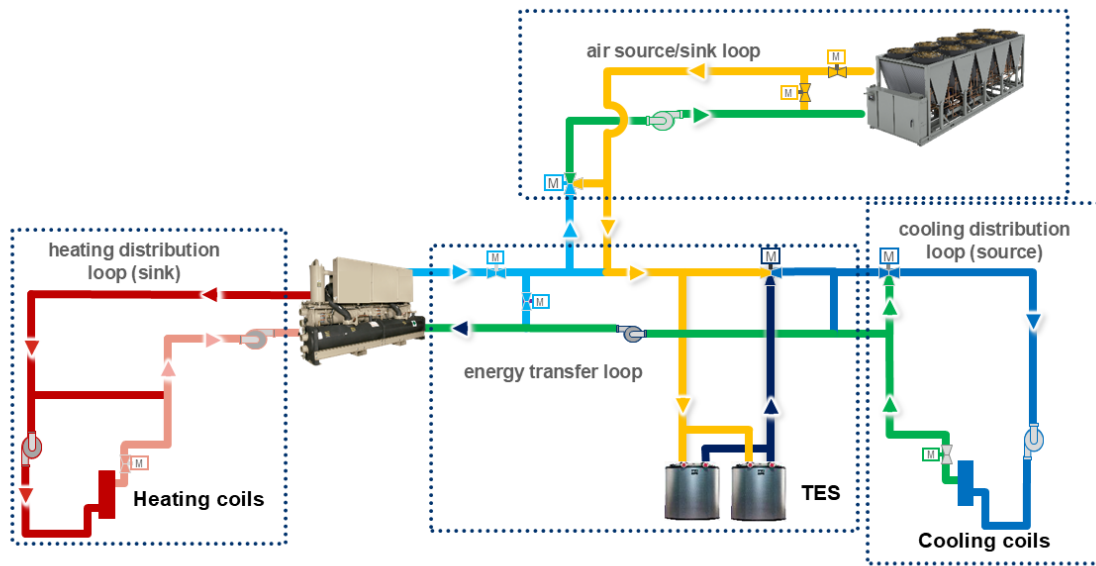 air source/sink loop
M
M
M
heating distribution
loop (sink)
M
M
M
M
cooling distribution
loop (source)
energy transfer loop
M
M
Heating coils
TES
Cooling coils